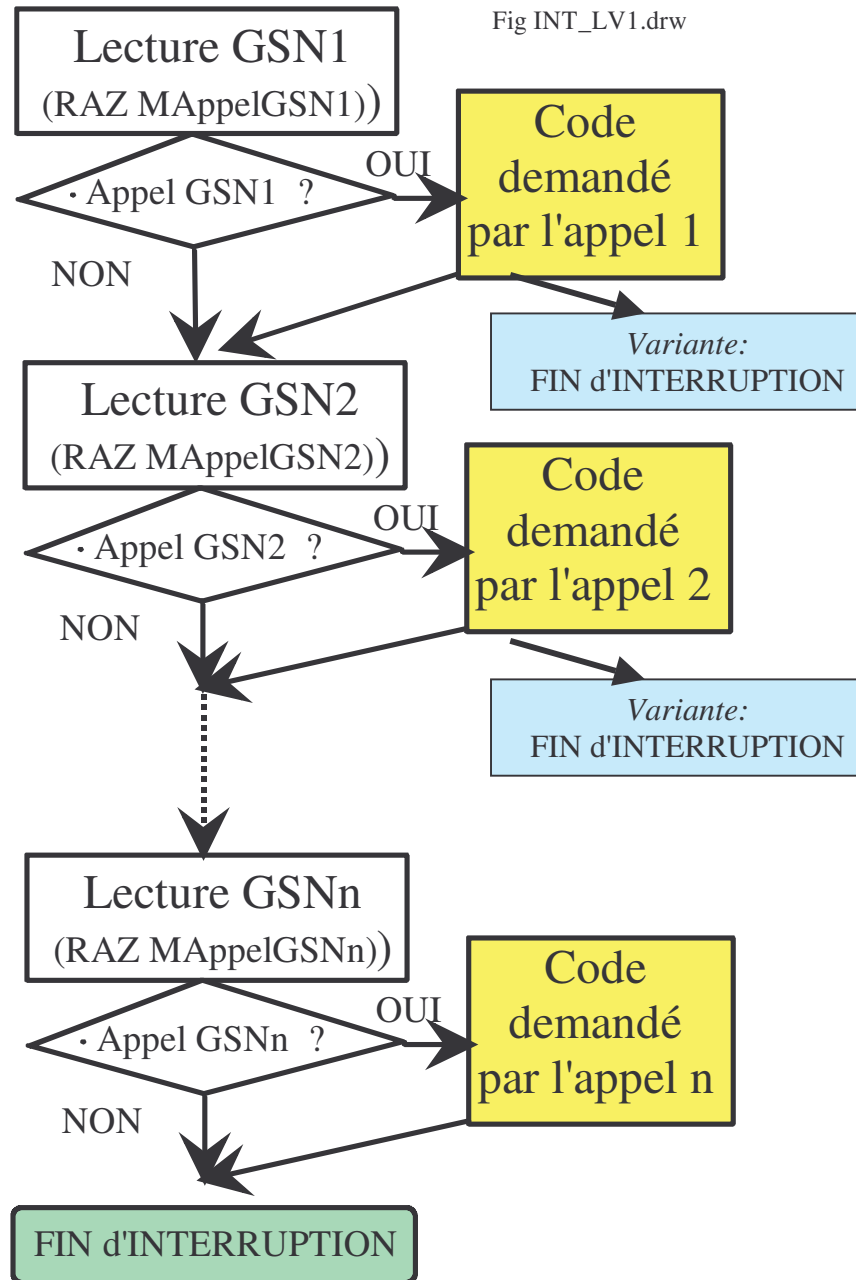 Fig INT_LV1.drw
Lecture GSN1
(RAZ MAppelGSN1))
· Appel GSN1 ?
OUI
Code
demandé
par l'appel 1
NON
Variante:
FIN d'INTERRUPTION
Lecture GSN2
(RAZ MAppelGSN2))
· Appel GSN2 ?
OUI
Code
demandé
par l'appel 2
NON
Variante:
FIN d'INTERRUPTION
Lecture GSNn
(RAZ MAppelGSNn))
· Appel GSNn ?
OUI
Code
demandé
par l'appel n
NON
FIN d'INTERRUPTION